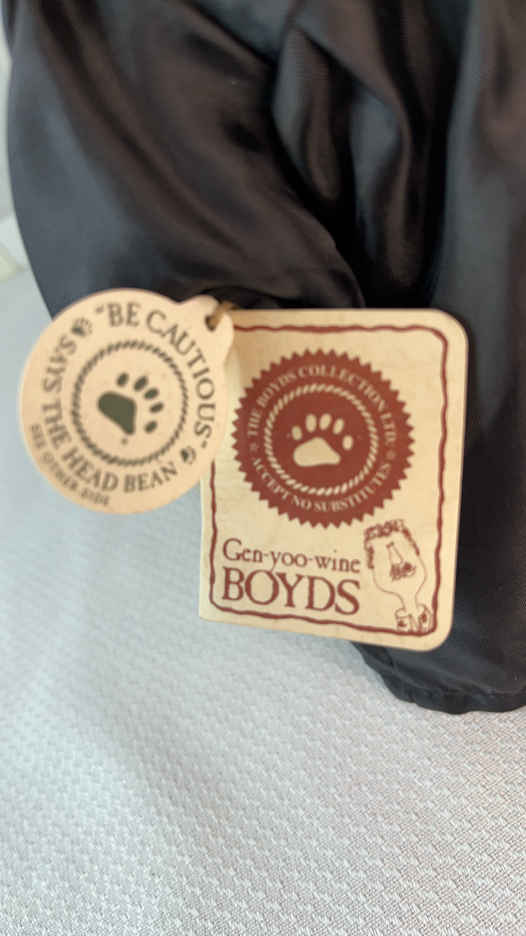 "BE CAUTIOUS"
SAYS THE HEAD BEAN
SEE OTHER SIDE
THE BOYDS COLLECTION LTD.
ACCEPT NO SUBSTITUTES
Gen-yoo-wine
BOYDS